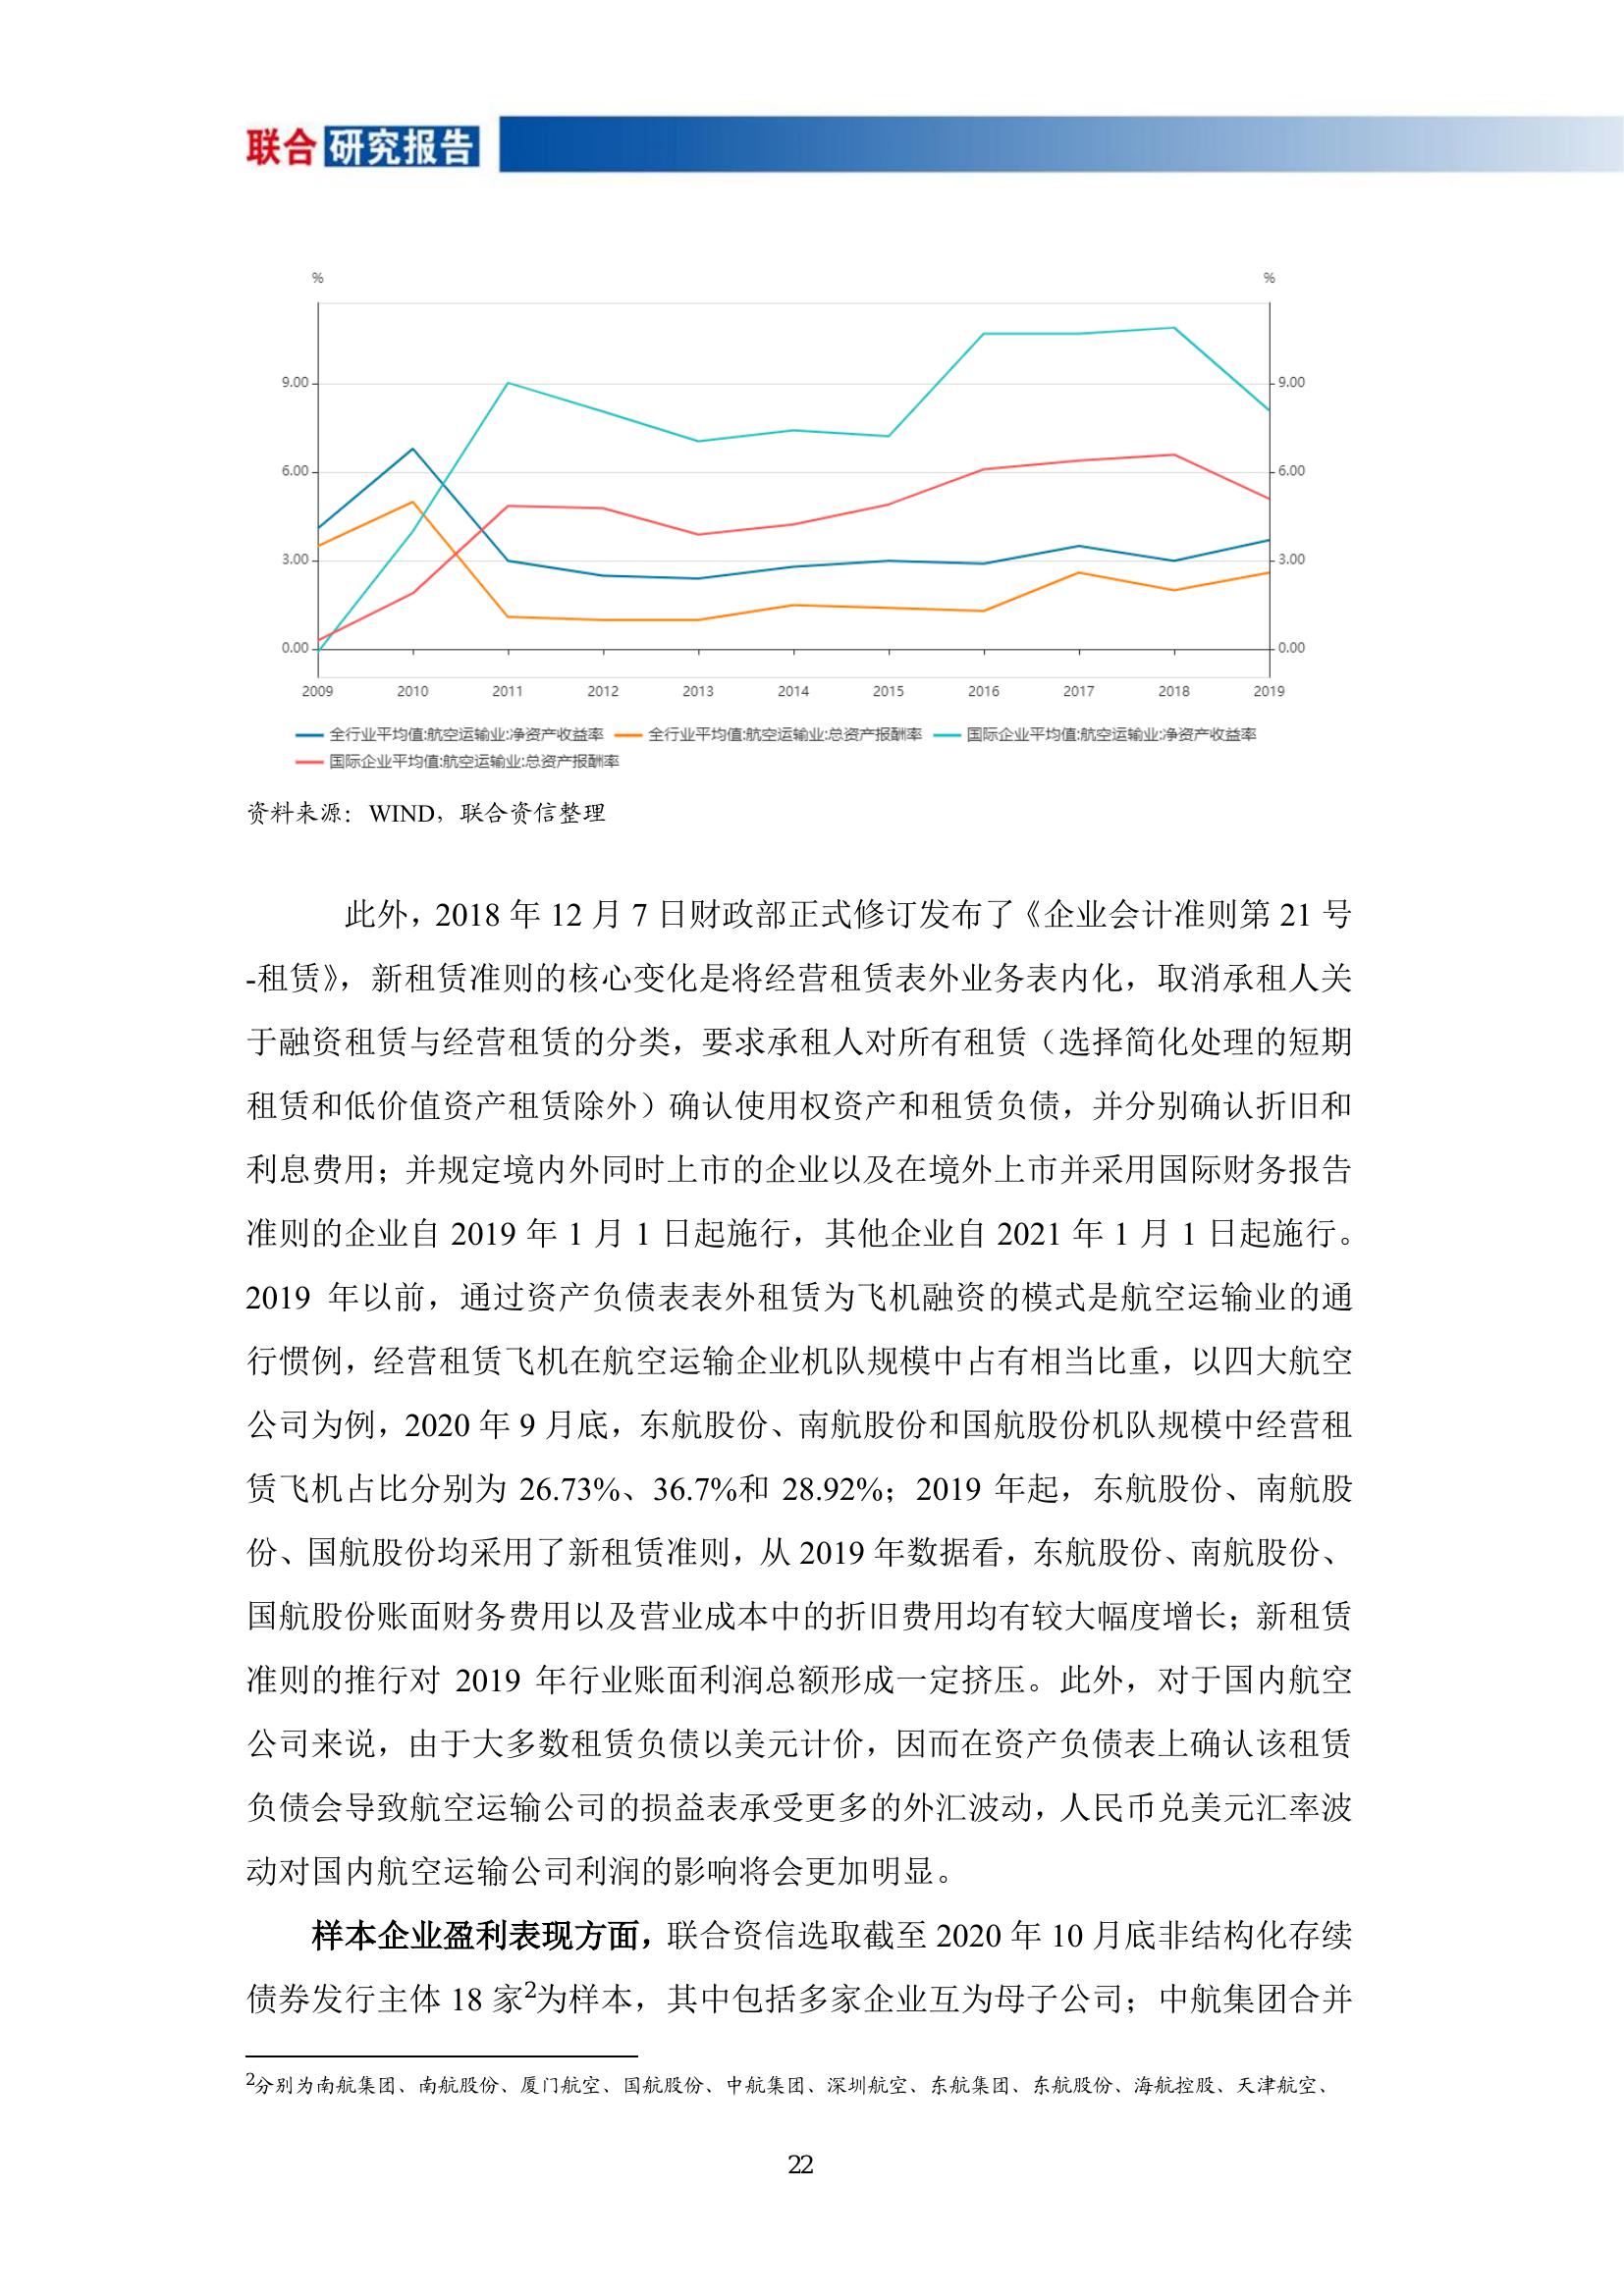 联合 研究报告
% %
9.00 9.00
6.00 6.00
3.00 3.00
0.00 0.00
2009 2010 2011 2012 2013 2014 2015 2016 2017 2018 2019
全行业平均值:航空运输业:净资产收益率 全行业平均值:航空运输业:总资产报酬率 国际企业平均值:航空运输业:净资产收益率
国际企业平均值:航空运输业:总资产报酬率
资料来源：WIND，联合资信整理
此外，2018 年 12 月 7 日财政部正式修订发布了《企业会计准则第 21 号
-租赁》，新租赁准则的核心变化是将经营租赁表外业务表内化，取消承租人关
于融资租赁与经营租赁的分类，要求承租人对所有租赁（选择简化处理的短期
租赁和低价值资产租赁除外）确认使用权资产和租赁负债，并分别确认折旧和
利息费用；并规定境内外同时上市的企业以及在境外上市并采用国际财务报告
准则的企业自 2019 年 1 月 1 日起施行，其他企业自 2021 年 1 月 1 日起施行。
2019 年以前，通过资产负债表表外租赁为飞机融资的模式是航空运输业的通
行惯例，经营租赁飞机在航空运输企业机队规模中占有相当比重，以四大航空
公司为例，2020 年 9 月底，东航股份、南航股份和国航股份机队规模中经营租
赁飞机占比分别为 26.73%、36.7%和 28.92%；2019 年起，东航股份、南航股
份、国航股份均采用了新租赁准则，从 2019 年数据看，东航股份、南航股份、
国航股份账面财务费用以及营业成本中的折旧费用均有较大幅度增长；新租赁
准则的推行对 2019 年行业账面利润总额形成一定挤压。此外，对于国内航空
公司来说，由于大多数租赁负债以美元计价，因而在资产负债表上确认该租赁
负债会导致航空运输公司的损益表承受更多的外汇波动，人民币兑美元汇率波
动对国内航空运输公司利润的影响将会更加明显。
样本企业盈利表现方面，联合资信选取截至 2020 年 10 月底非结构化存续
债券发行主体 18 家2为样本，其中包括多家企业互为母子公司；中航集团合并
2分别为南航集团、南航股份、厦门航空、国航股份、中航集团、深圳航空、东航集团、东航股份、海航控股、天津航空、
22